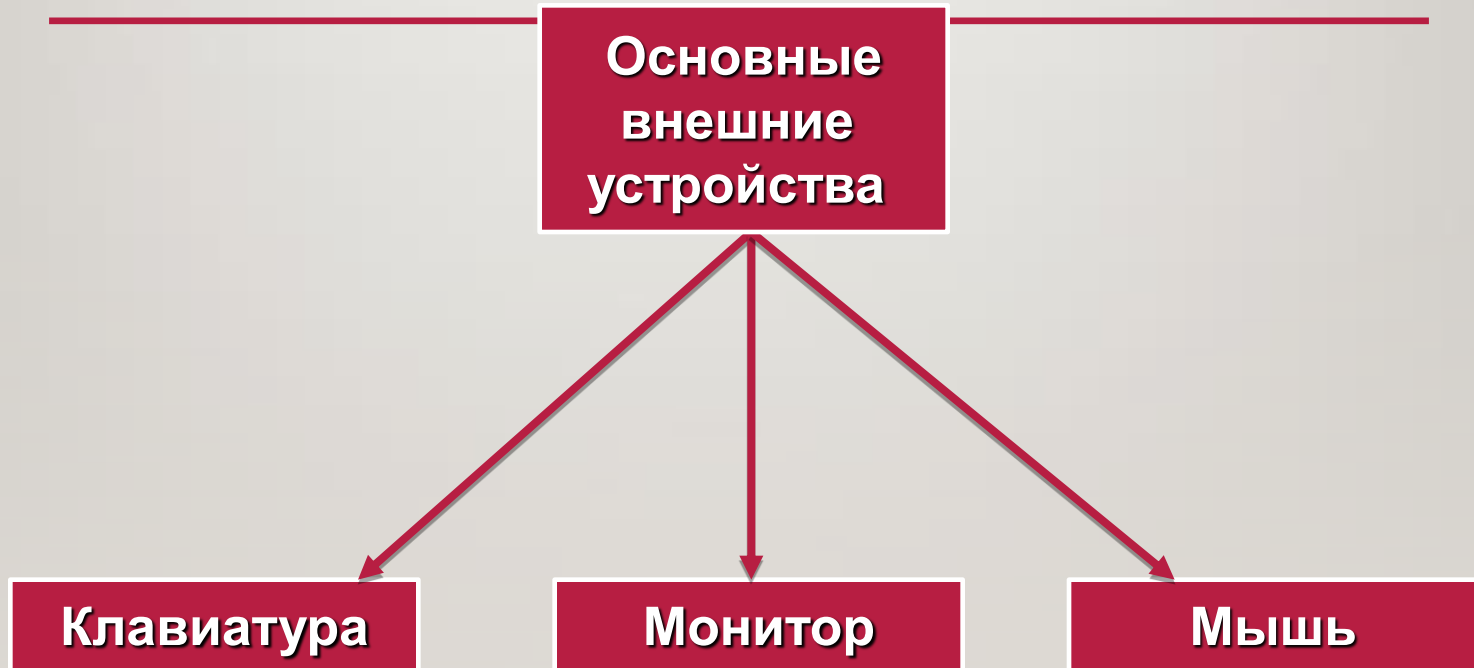 Основные
внешние
устройства
Клавиатура
Монитор
Мышь